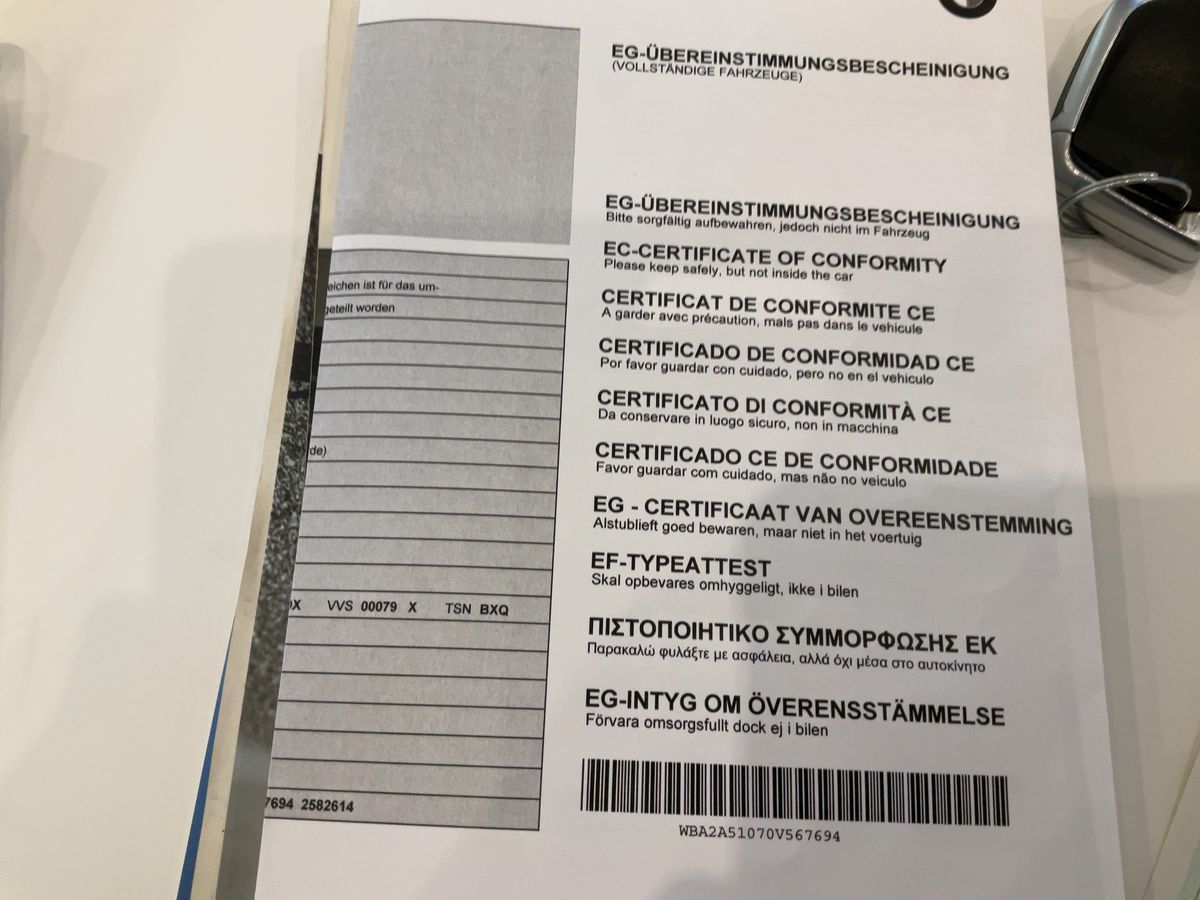 EG-ÜBEREINSTIMMUNGSBESCHEINIGUNG
(VOLLSTÄNDIGE FAHRZEUGE)
EG-ÜBEREINSTIMMUNGSBESCHEINIGUNG
Bitte sorgfältig aufbewahren, jedoch nicht im Fahrzeug
EC-CERTIFICATE OF CONFORMITY
Please keep safely, but not inside the car
CERTIFICAT DE CONFORMITE CE
A garder avec précaution, mais pas dans le vehicule
CERTIFICADO DE CONFORMIDAD CE
Por favor guardar con cuidado, pero no en el vehiculo
CERTIFICATO DI CONFORMITÀ CE
Da conservare in luogo sicuro, non in macchina
CERTIFICADO CE DE CONFORMIDADE
Favor guardar com cuidado, mas não no veiculo
EG - CERTIFICAAT VAN OVEREENSTEMMING
Alstublieft goed bewaren, maar niet in het voertuig
EF-TYPEATTEST
Skal opbevares omhyggeligt, ikke i bilen
ΠΙΣΤΟΠΟΙΗΤΙΚΟ ΣΥΜΜΟΡΦΩΣΗΣ ΕΚ
Παρακαλώ φυλάξτε με ασφάλεια, αλλά όχι μέσα στο αυτοκίνητο
EG-INTYG OM ÖVERENSSTÄMMELSE
Förvara omsorgsfullt dock ej i bilen
WBA2A51070V567694
eichen ist für das um-
geteilt worden
de)
X VVS 00079 X TSN BXQ
7694 2582614